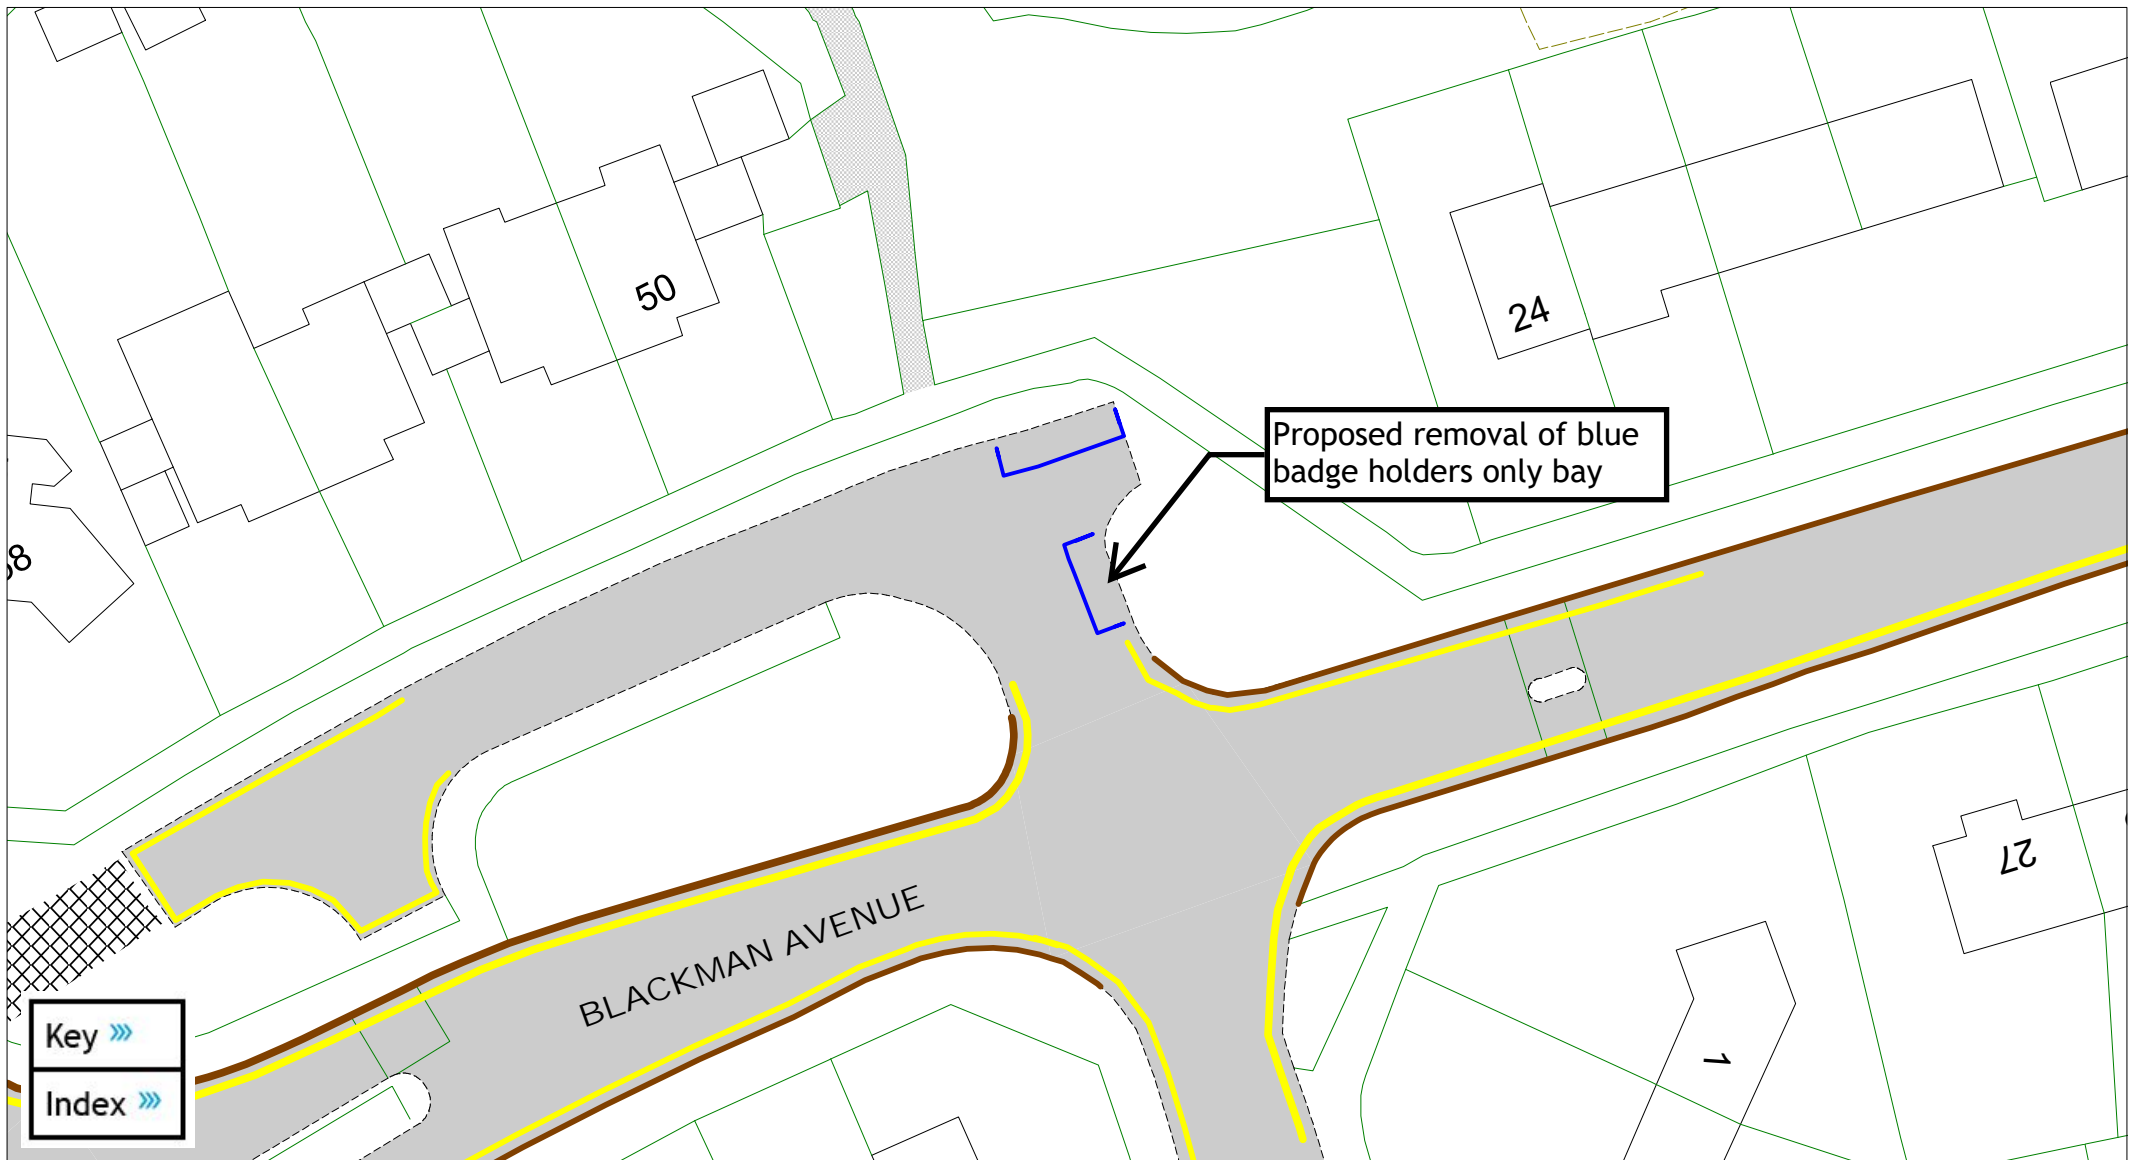 50
24
Proposed removal of blue
badge holders only bay
27
BLACKMAN AVENUE
1
Key
Index